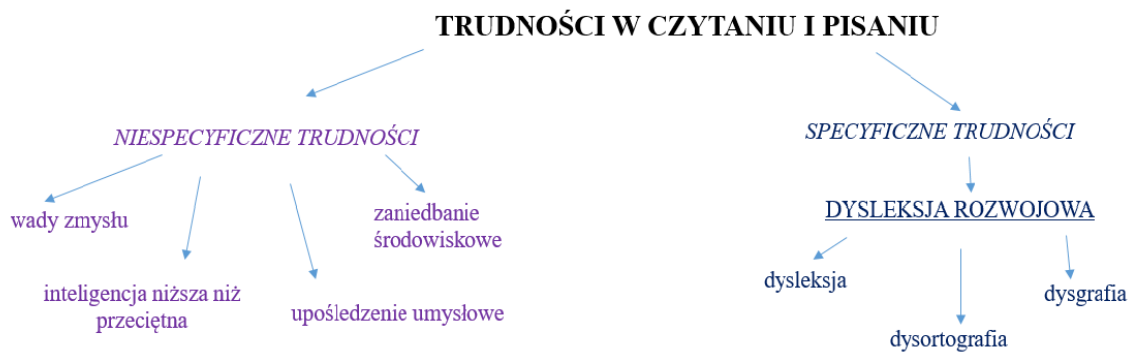 TRUDNOŚCI W CZYTANIU I PISANIU
NIESPECYFICZNE TRUDNOŚCI
SPECYFICZNE TRUDNOŚCI
wady zmysłu
zaniedbanie
środowiskowe
inteligencja niższa niż
przeciętna
upośledzenie umysłowe
DYSLEKSJA ROZWOJOWA
dysleksja
dysortografia
dysgrafia